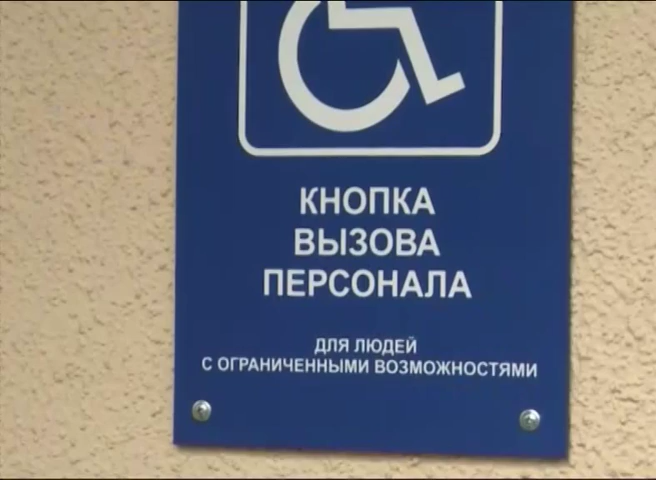 КНОПКА
ВЫЗОВА
ПЕРСОНАЛА
ДЛЯ ЛЮДЕЙ
С ОГРАНИЧЕННЫМИ ВОЗМОЖНОСТЯМИ